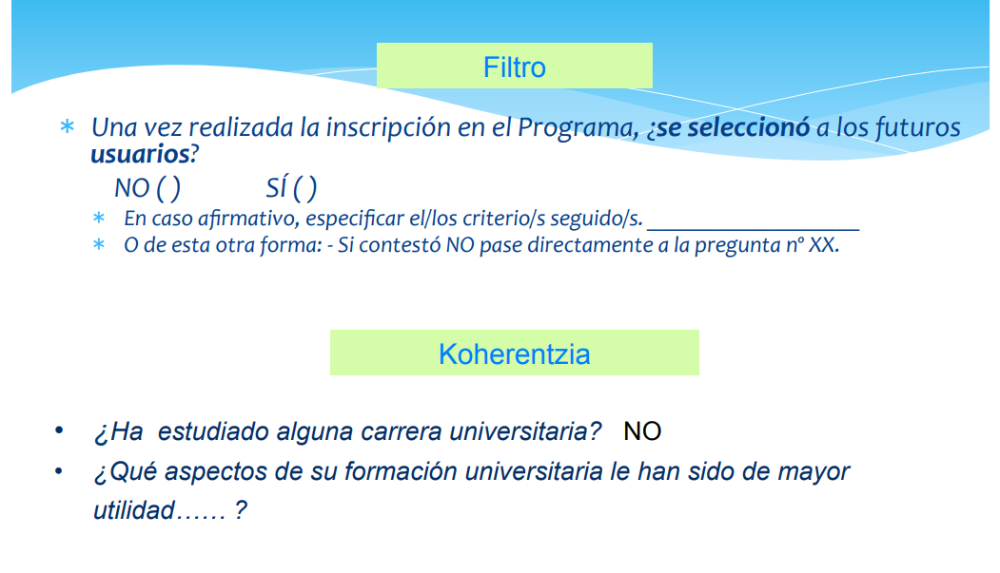 Filtro
* Una vez realizada la inscripción en el Programa, ¿se seleccionó a los futuros
usuarios?
NO ( ) SÍ ( )
* En caso afirmativo, especificar el/los criterio/s seguido/s. ___________________
* O de esta otra forma: - Si contestó NO pase directamente a la pregunta nº XX.
Koherentzia
• ¿Ha estudiado alguna carrera universitaria? NO
• ¿Qué aspectos de su formación universitaria le han sido de mayor
utilidad…… ?